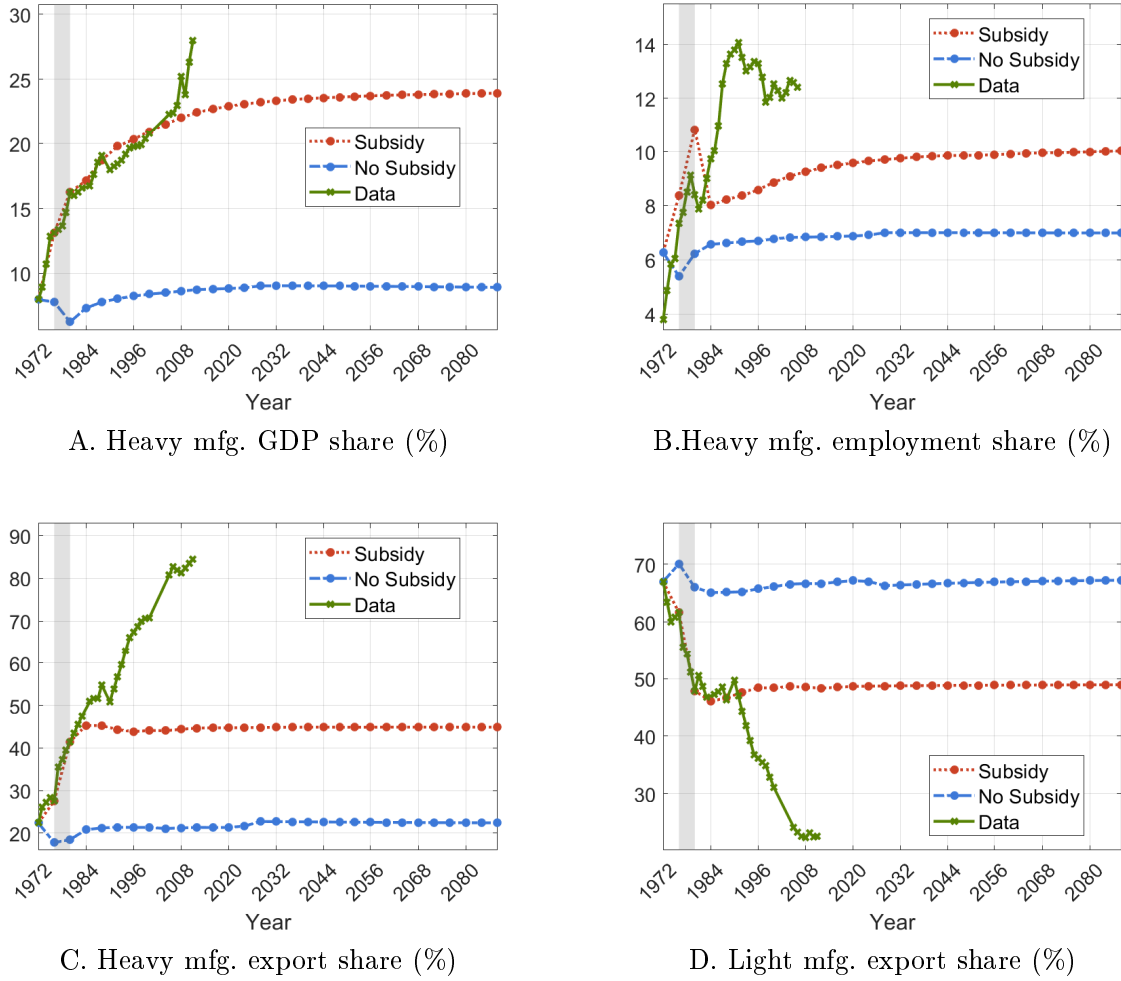 30
25
20
15
10
Subsidy
No Subsidy
Data
1972 1984 1996 2008 2020 2032 2044 2056 2068 2080
Year
A. Heavy mfg. GDP share (%)
14
12
10
8
6
4
Subsidy
No Subsidy
Data
1972 1984 1996 2008 2020 2032 2044 2056 2068 2080
Year
B.Heavy mfg. employment share (%)
90
80
70
60
50
40
30
20
Subsidy
No Subsidy
Data
1972 1984 1996 2008 2020 2032 2044 2056 2068 2080
Year
C. Heavy mfg. export share (%)
70
60
50
40
30
Subsidy
No Subsidy
Data
1972 1984 1996 2008 2020 2032 2044 2056 2068 2080
Year
D. Light mfg. export share (%)